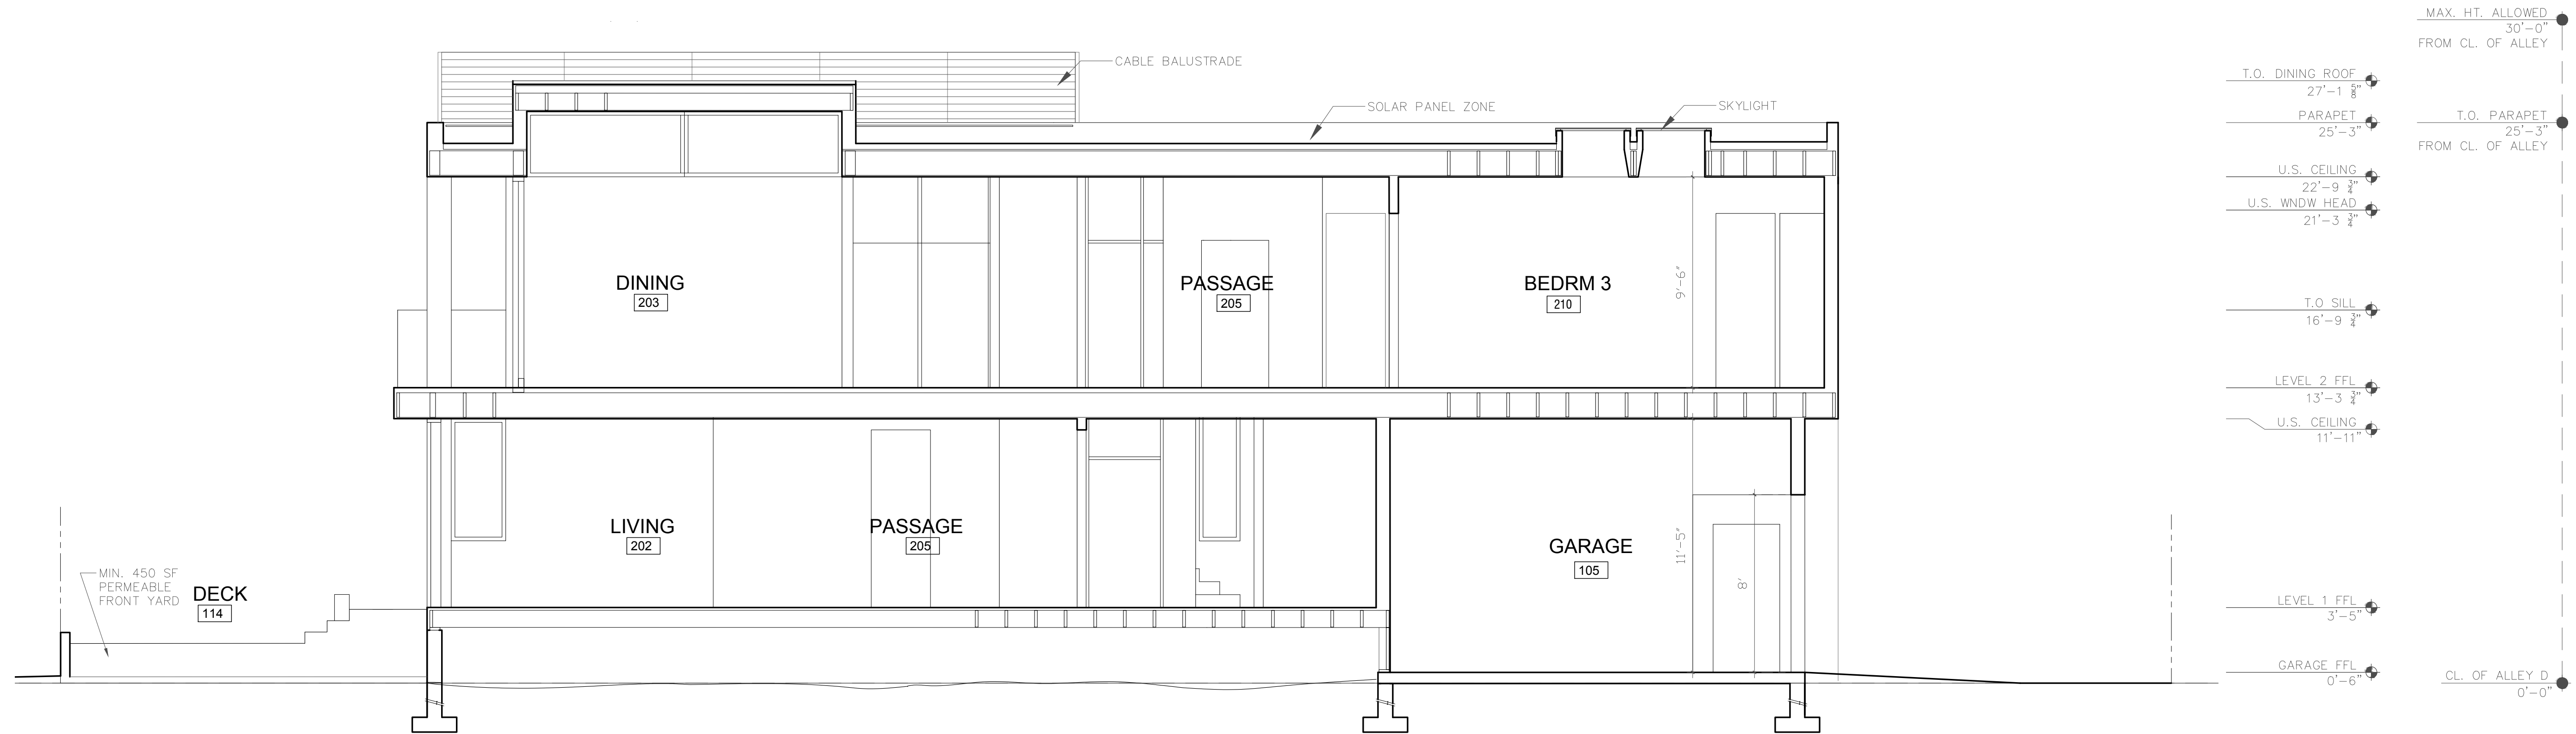 CABLE BALUSTRADE
SOLAR PANEL ZONE
SKYLIGHT
DINING
203
PASSAGE
205
BEDRM 3
210
9'-6"
LIVING
202
PASSAGE
205
GARAGE
105
11'-5"
8'
MIN. 450 SF
PERMEABLE
FRONT YARD
DECK
114
T.O. DINING ROOF
27'-1 5/8"
PARAPET
25'-3"
U.S. CEILING
22'-9 3/4"
U.S. WNDW HEAD
21'-3 3/4"
T.O SILL
16'-9 3/4"
LEVEL 2 FFL
13'-3 3/4"
U.S. CEILING
11'-11"
LEVEL 1 FFL
3'-5"
GARAGE FFL
0'-6"
MAX. HT. ALLOWED
30'-0"
FROM CL. OF ALLEY
T.O. PARAPET
25'-3"
FROM CL. OF ALLEY
CL. OF ALLEY D
0'-0"